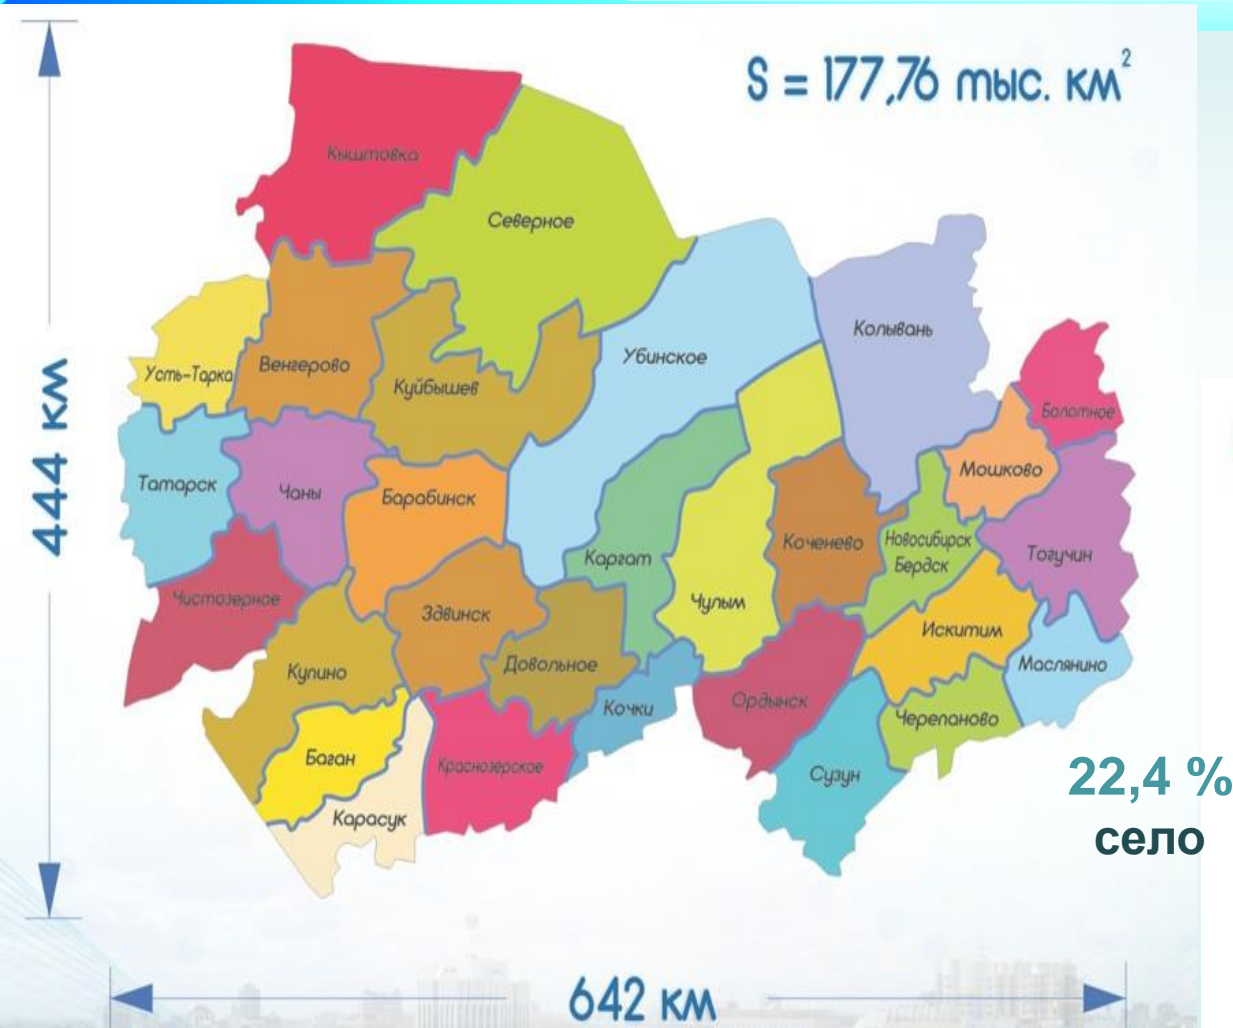 S = 177,76 тыс. км²
Кыштовка
Северное
Колывань
Убинское
Усть-Тарка
Венгерово
Куйбышев
Болотное
Мошково
Татарск
Чаны
Барабинск
Каргат
Коченево
Новосибирск
Бердск
Тогучин
Чистозерное
Здвинск
Чулым
Искитим
Маслянино
Купино
Довольное
Кочки
Ордынск
Черепаново
Баган
Краснозерское
Сузун
Карасук
444 км
22,4 %
село
642 км